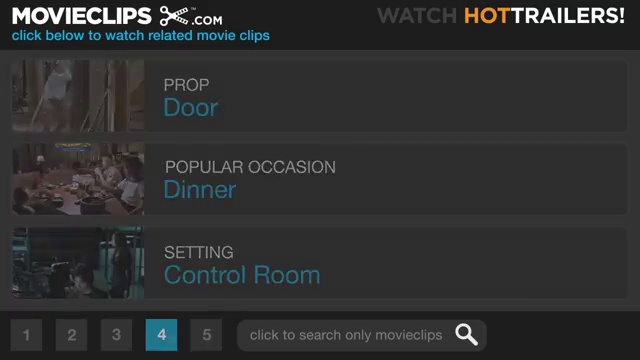 MOVIECLIPS.COM
WATCH HOTTRAILERS!
click below to watch related movie clips
PROP
Door
POPULAR OCCASION
Dinner
SETTING
Control Room
1 2 3 4 5 click to search only movieclips